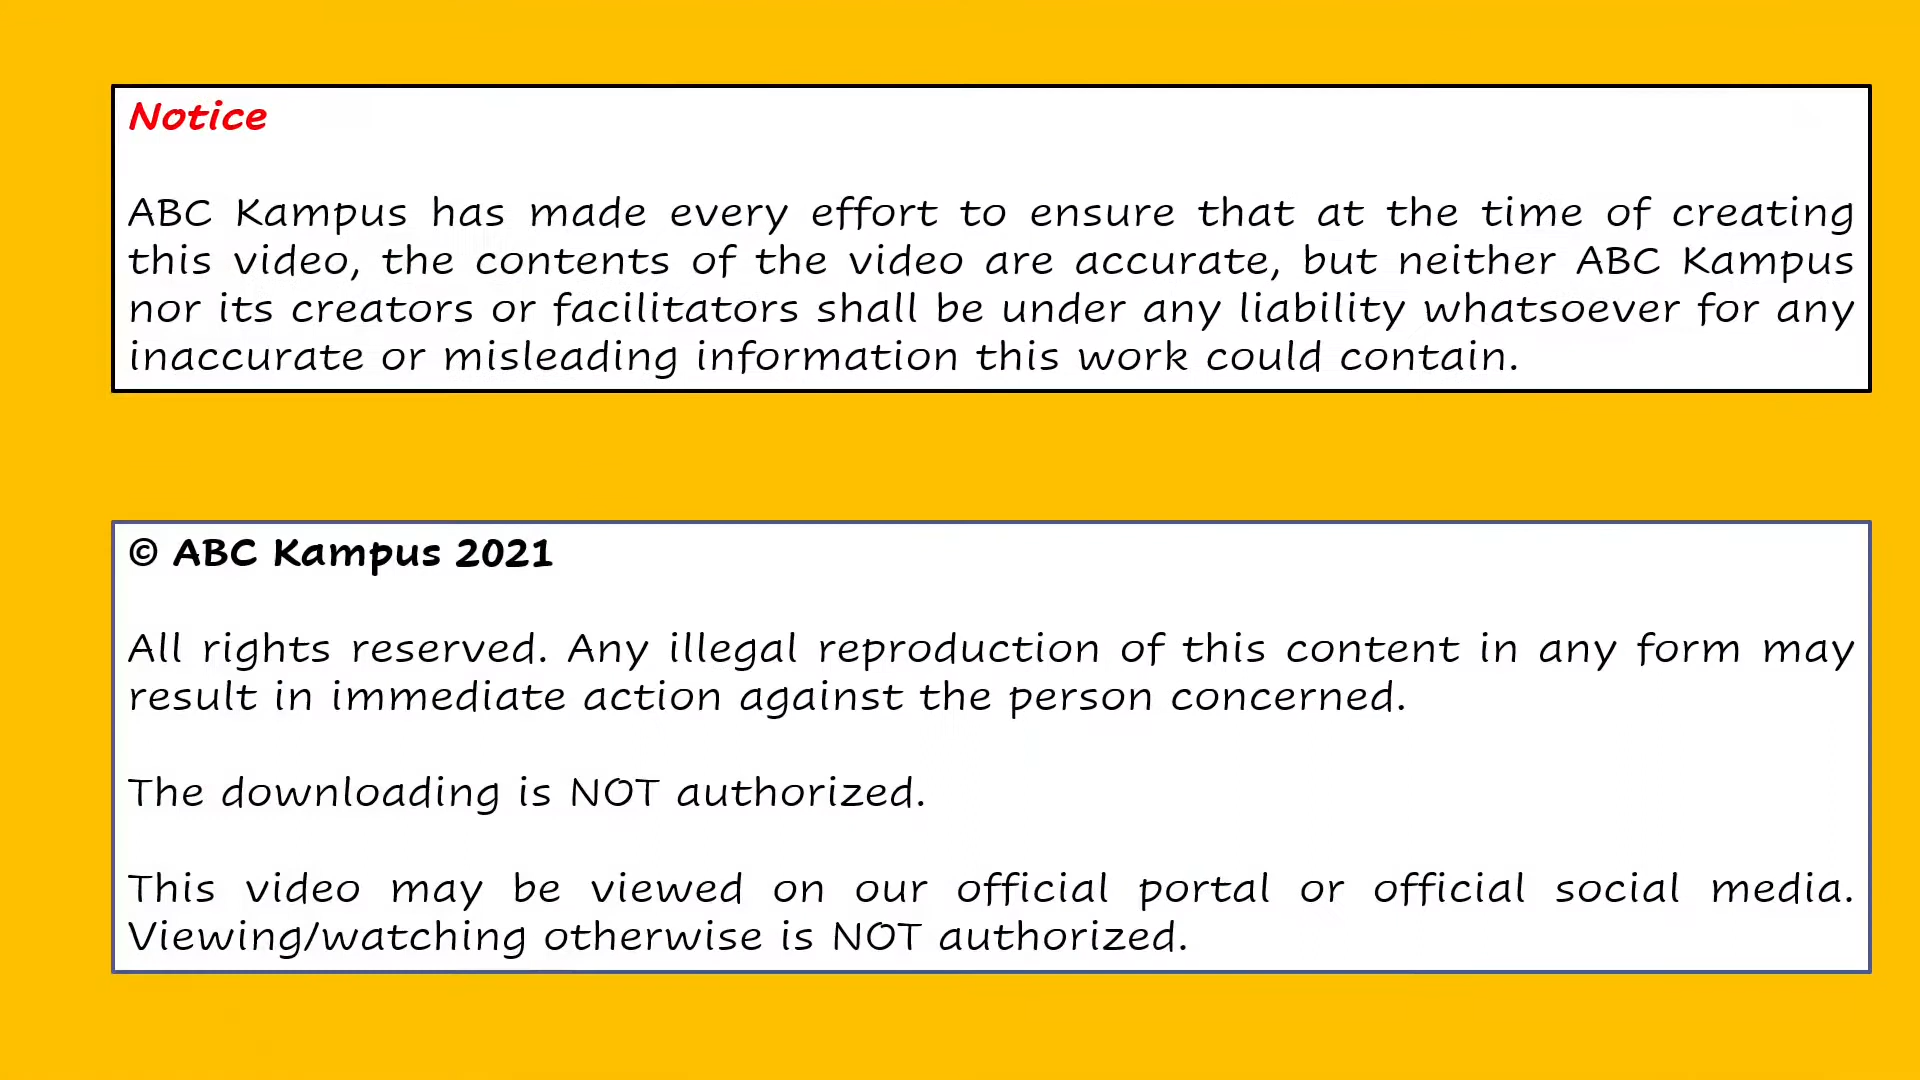 Notice
ABC Kampus has made every effort to ensure that at the time of creating
this video, the contents of the video are accurate, but neither ABC Kampus
nor its creators or facilitators shall be under any liability whatsoever for any
inaccurate or misleading information this work could contain.
© ABC Kampus 2021
All rights reserved. Any illegal reproduction of this content in any form may
result in immediate action against the person concerned.
The downloading is NOT authorized.
This video may be viewed on our official portal or official social media.
Viewing/watching otherwise is NOT authorized.